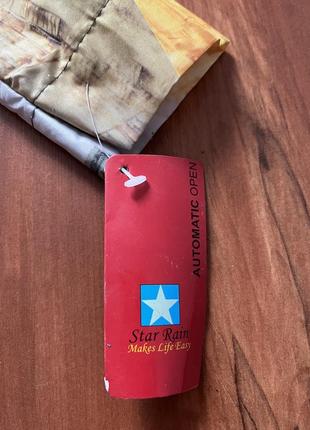 AUTOMATIC OPEN
Star Rain
Makes Life Easy